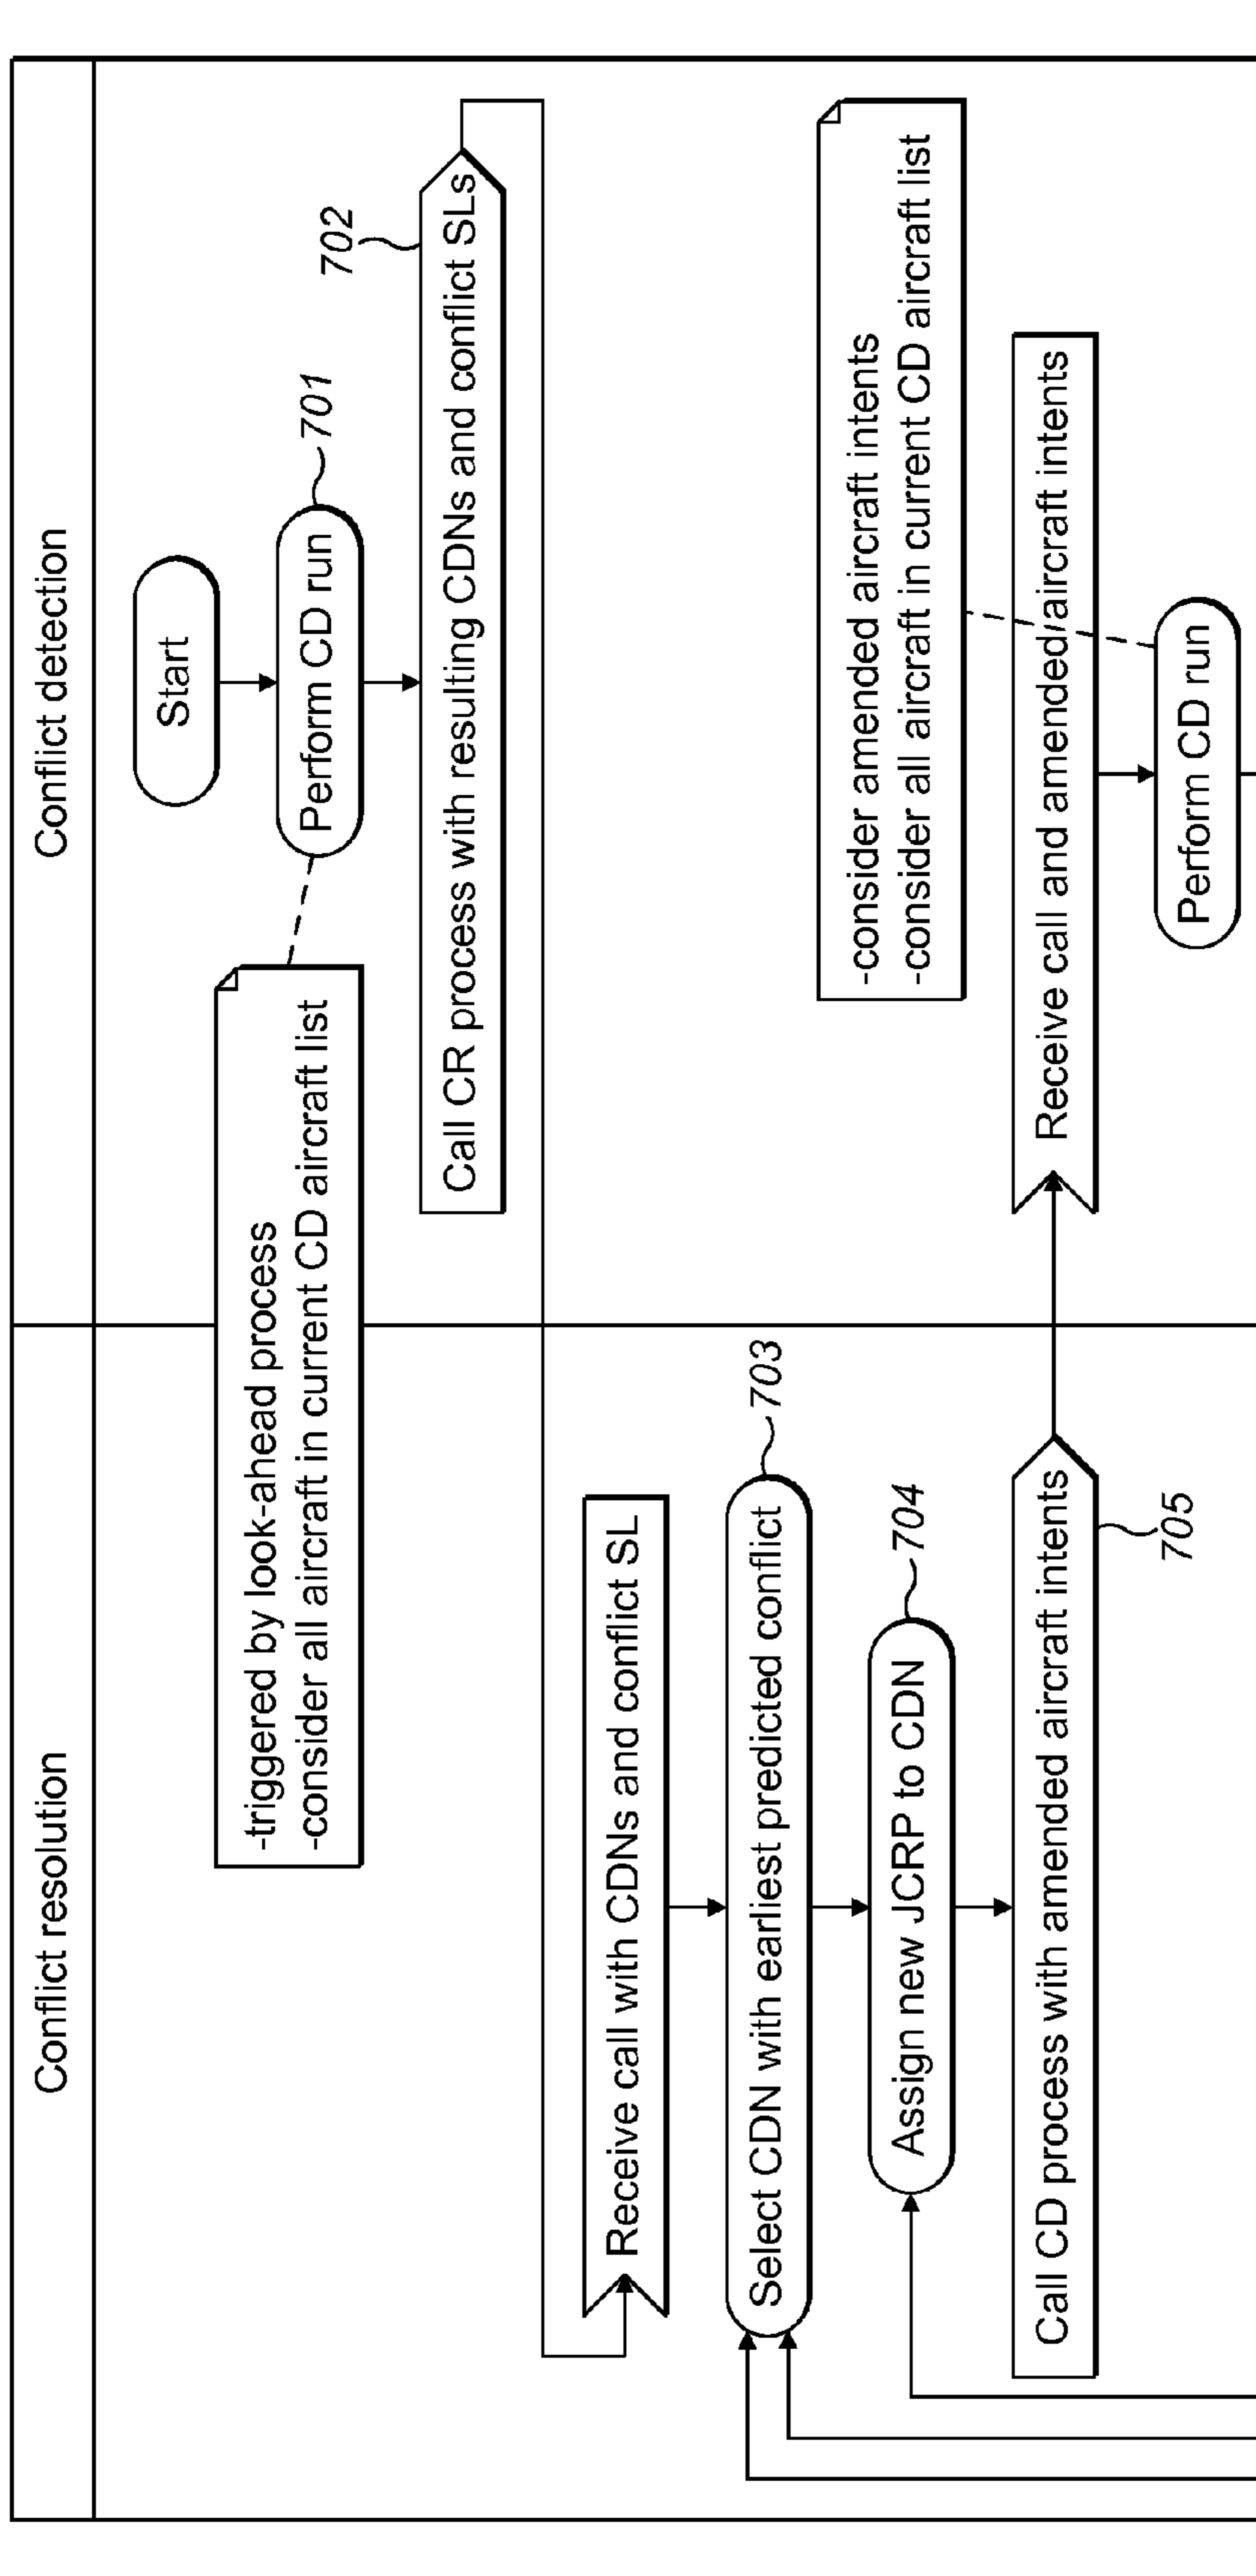 Conflict resolution
Conflict detection
Start
-triggered by look-ahead process
-consider all aircraft in current CD aircraft list
Perform CD run
701
Call CR process with resulting CDNs and conflict SLs
702
Receive call with CDNs and conflict SL
Select CDN with earliest predicted conflict
703
Assign new JCRP to CDN
704
-consider amended aircraft intents
-consider all aircraft in current CD aircraft list
Call CD process with amended aircraft intents
705
Receive call and amended aircraft intents
Perform CD run